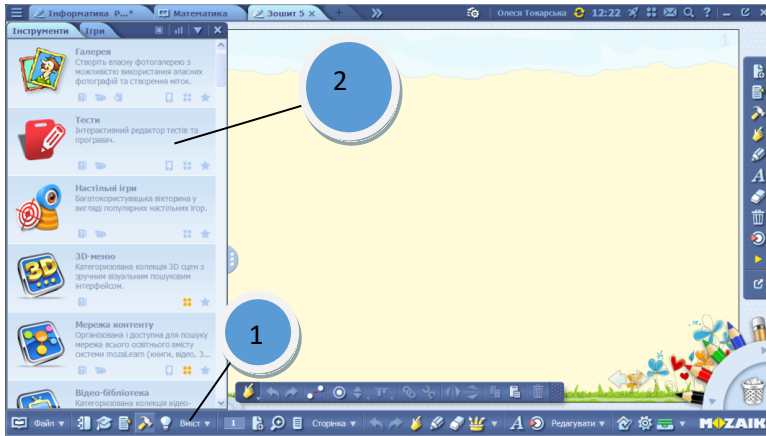 Інформатика Р...*
Математика
Зошит 5
Олеся Токарська
12:22
Інструменти
Ігри
1
Галерея
Створіть власну фотогалерею з
можливістю використання власних
фотографій та створення міток.
2
Тести
Інтерактивний редактор тестів та
програвач.
Настільні ігри
Багатокористувацька вікторина у
вигляді популярних настільних ігор.
3D
3D-меню
Категоризована колекція 3D сцен з
зручним візуальним пошуковим
інтерфейсом.
Мережа контенту
Організована і доступна для пошуку
мережа всього освітнього вмісту
системи mozaLearn (книги, відео, 3...
1
Відео-бібліотека
Категоризована колекція відео-
Файл
Вміст
1
Сторінка
A
Редагувати
MOZAIK